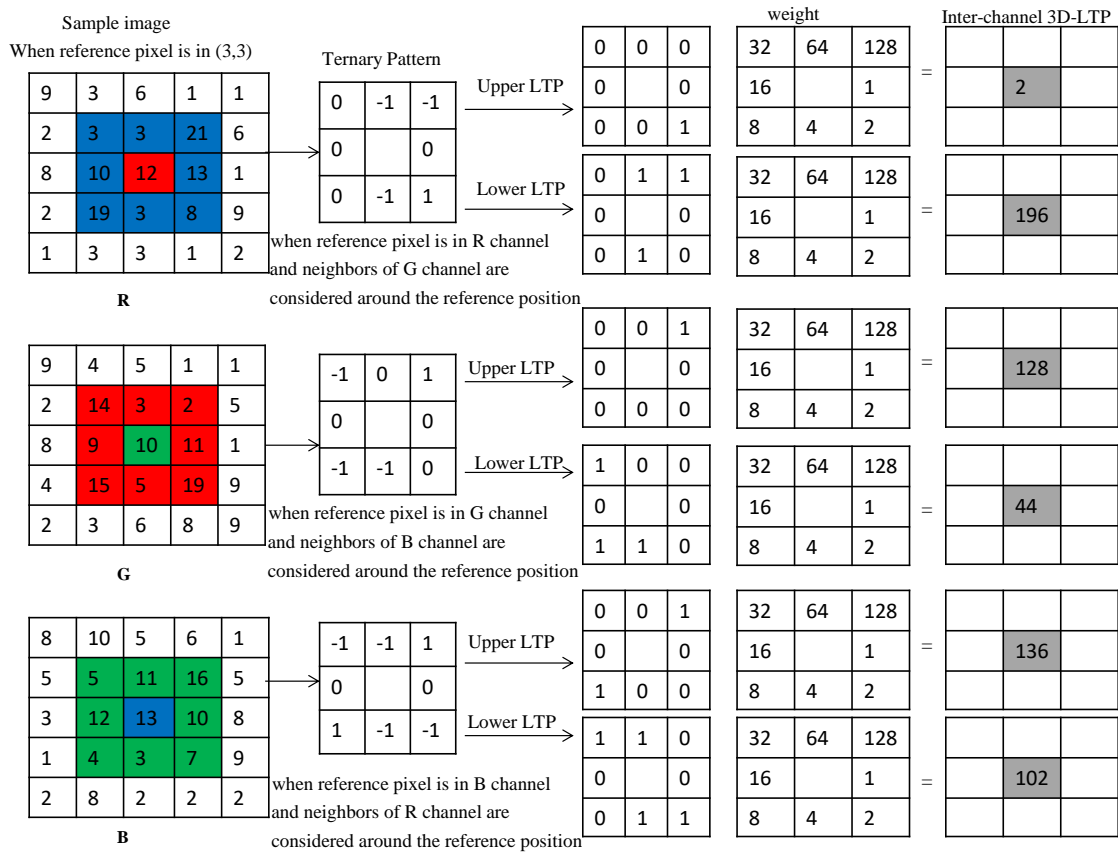 Sample image
When reference pixel is in (3,3)
weight
Inter-channel 3D-LTP
Ternary Pattern
9 3 6 1 1
2 3 3 21 6
8 10 12 13 1
2 19 3 8 9
1 3 3 1 2
R
0 -1 -1
0 0
0 -1 1
when reference pixel is in R channel
and neighbors of G channel are
considered around the reference position
Upper LTP
0 0 0
0 0
0 0 1
32 64 128
16 1
8 4 2
=
2
Lower LTP
0 1 1
0 0
0 1 0
32 64 128
16 1
8 4 2
=
196
9 4 5 1 1
2 14 3 2 5
8 9 10 11 1
4 15 5 19 9
2 3 6 8 9
G
-1 0 1
0 0
-1 -1 0
when reference pixel is in G channel
and neighbors of B channel are
considered around the reference position
Upper LTP
0 0 1
0 0
0 0 0
32 64 128
16 1
8 4 2
=
128
Lower LTP
1 0 0
0 0
1 1 0
32 64 128
16 1
8 4 2
=
44
8 10 5 6 1
5 5 11 16 5
3 12 13 10 8
1 4 3 7 9
2 8 2 2 2
B
-1 -1 1
0 0
1 -1 -1
when reference pixel is in B channel
and neighbors of R channel are
considered around the reference position
Upper LTP
0 0 1
0 0
1 0 0
32 64 128
16 1
8 4 2
=
136
Lower LTP
1 1 0
0 0
0 1 1
32 64 128
16 1
8 4 2
=
102